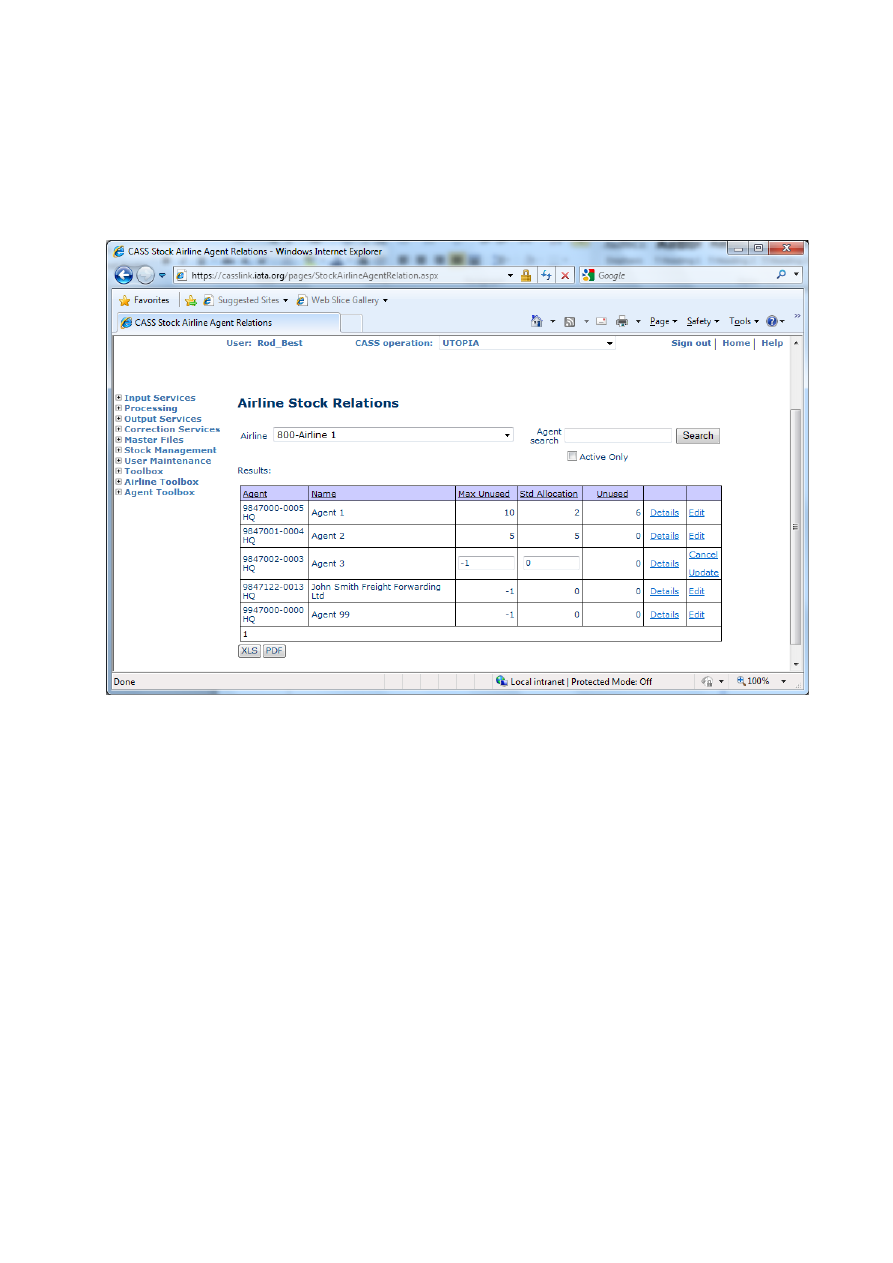 CASS Stock Airline Agent Relations - Windows Internet Explorer
https://casslink.iata.org/pages/StockAirlineAgentRelation.aspx
Google
Favorites Suggested Sites Web Slice Gallery
CASS Stock Airline Agent Relations
Page Safety Tools »
User: Rod_Best CASS operation: UTOPIA Sign out | Home | Help
Input Services
Processing
Output Services
Correction Services
Master Files
Stock Management
User Maintenance
Toolbox
Airline Toolbox
Agent Toolbox
Airline Stock Relations
Airline 800-Airline 1
Agent search Search
Active Only
Results:
Agent Name Max Unused Std Allocation Unused
9847000-0005 HQ Agent 1 10 2 6 Details Edit
9847001-0004 HQ Agent 2 5 5 0 Details Edit
9847002-0003 HQ Agent 3 -1 0 0 Details Cancel Update
9847122-0013 HQ John Smith Freight Forwarding Ltd -1 0 0 Details Edit
9947000-0000 HQ Agent 99 -1 0 0 Details Edit
1
XLS PDF
Done Local intranet | Protected Mode: Off 100%